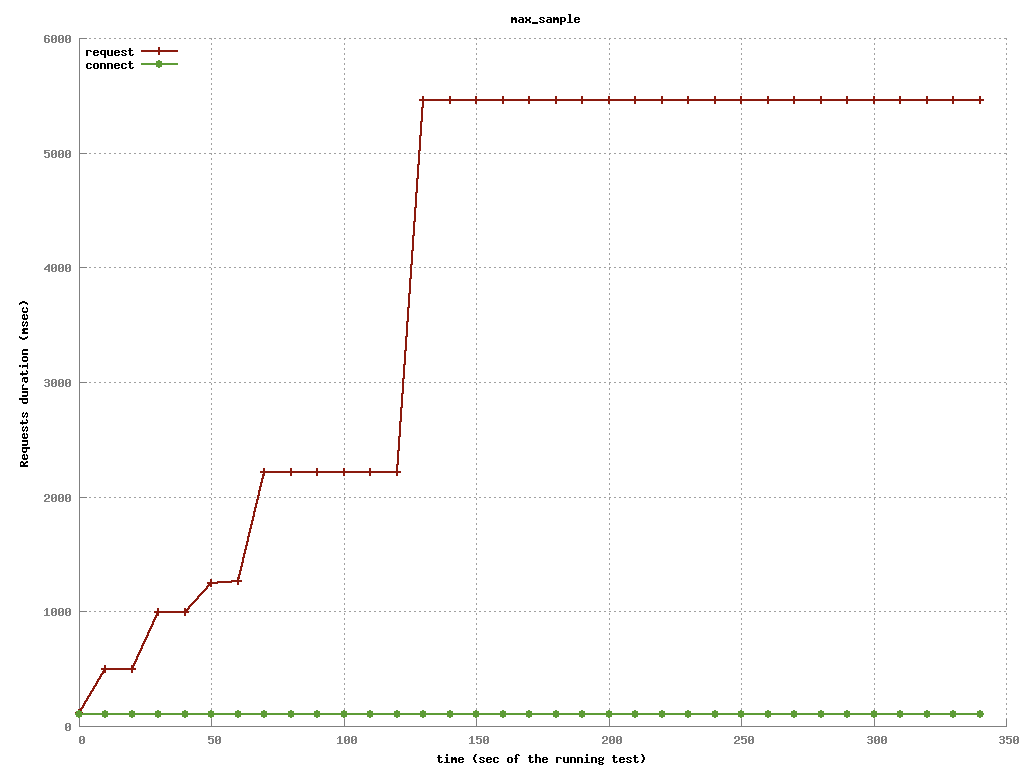 max_sample
6000
request
connect
5000
4000
3000
2000
1000
0
Requests duration (msec)
0 50 100 150 200 250 300 350
time (sec of the running test)